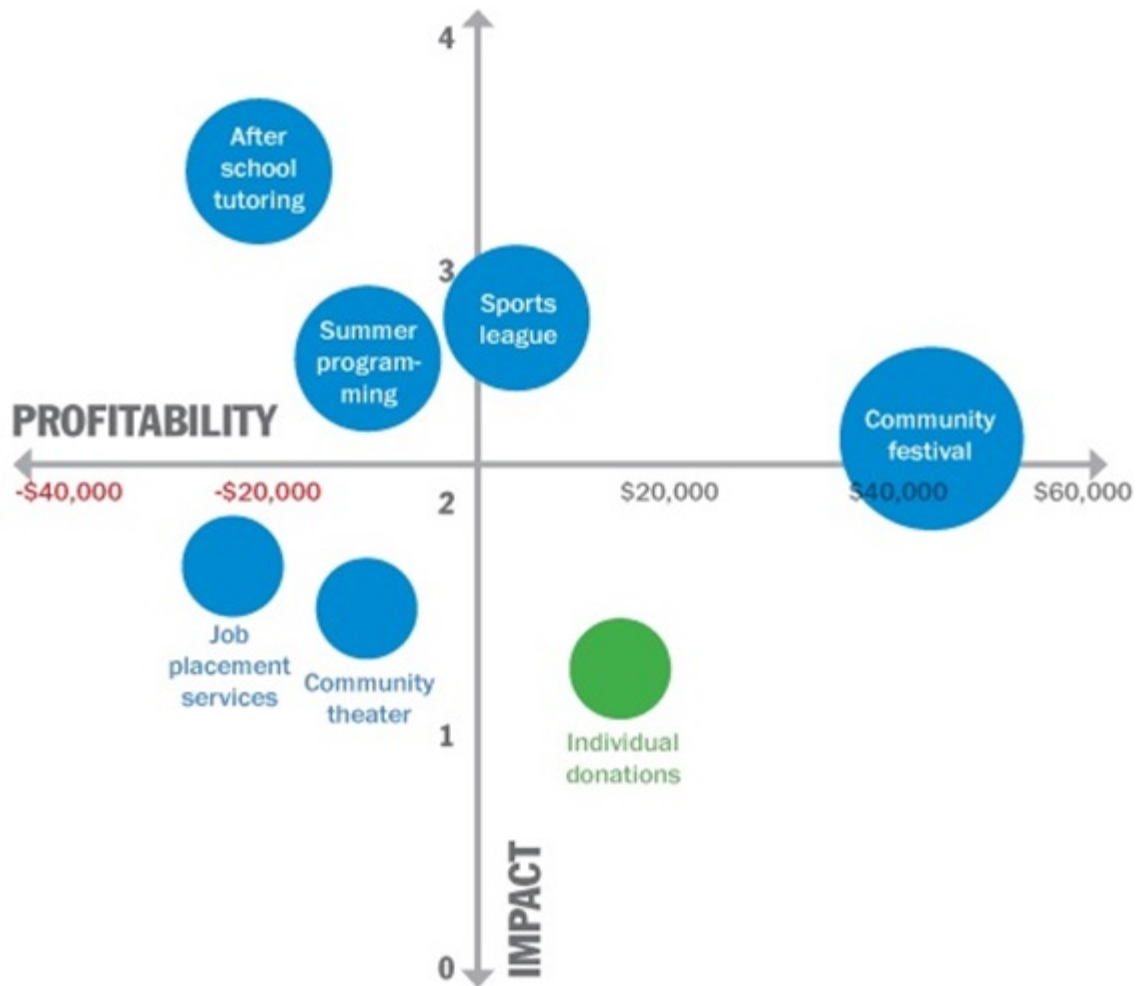 4
After
school
tutoring
3
Sports
league
Summer
program-
ming
PROFITABILITY
Community
festival
-$40,000
-$20,000
$20,000
$40,000
$60,000
2
Job
placement
services
Community
theater
1
Individual
donations
IMPACT
0